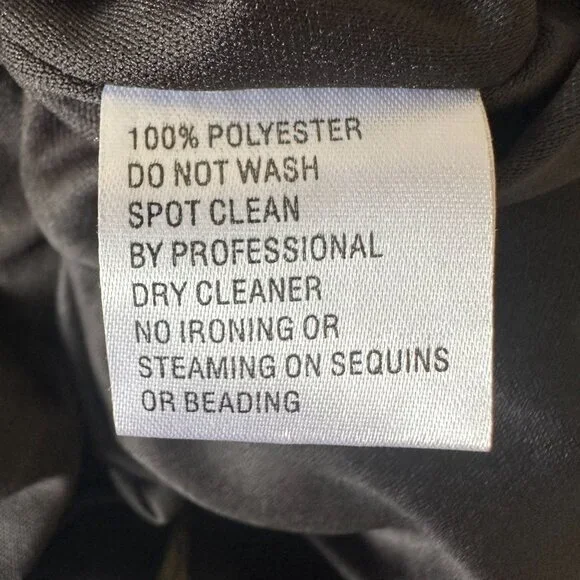 100% POLYESTER
DO NOT WASH
SPOT CLEAN
BY PROFESSIONAL
DRY CLEANER
NO IRONING OR
STEAMING ON SEQUINS
OR BEADING